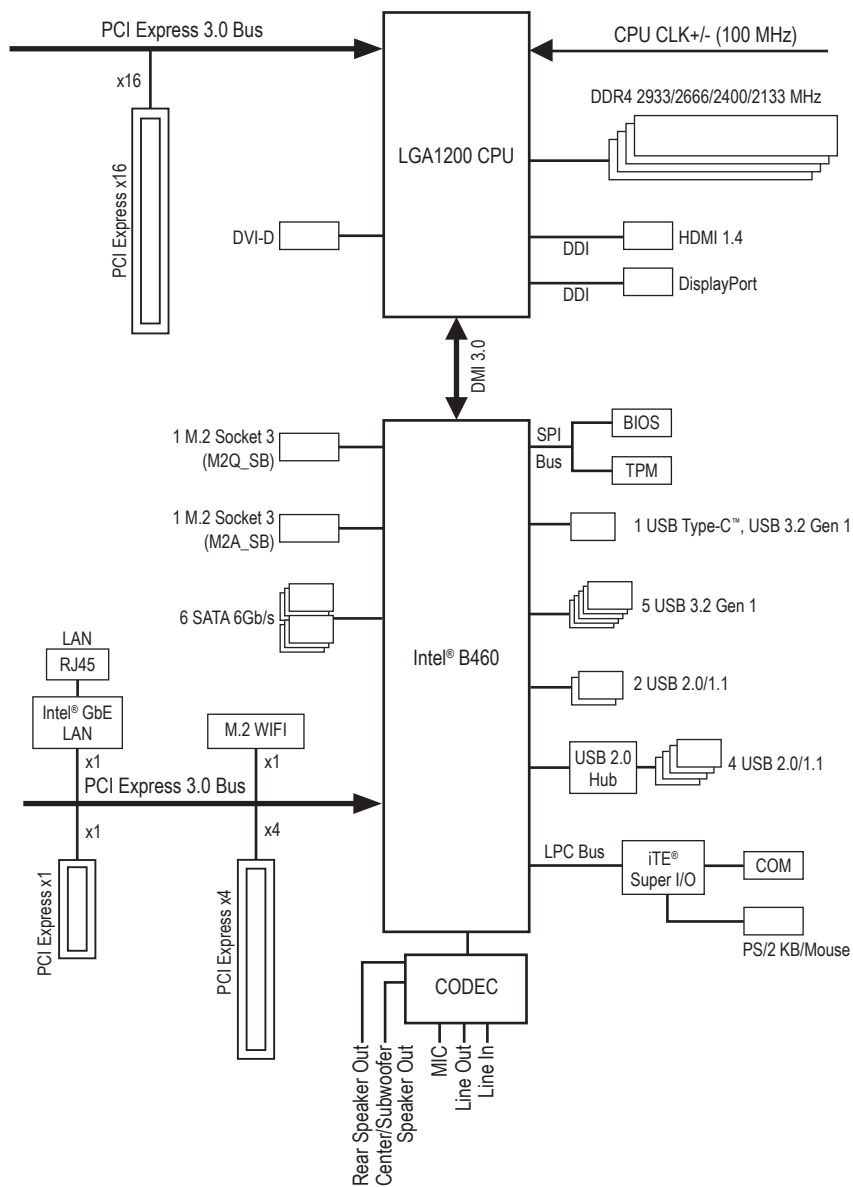 PCI Express 3.0 Bus
CPU CLK+/- (100 MHz)
x16
DDR4 2933/2666/2400/2133 MHz
LGA1200 CPU
PCI Express x16
DVI-D
DDI
HDMI 1.4
DDI
DisplayPort
DMI 3.0
1 M.2 Socket 3
(M2Q_SB)
SPI
Bus
BIOS
TPM
1 M.2 Socket 3
(M2A_SB)
1 USB Type-C™, USB 3.2 Gen 1
6 SATA 6Gb/s
5 USB 3.2 Gen 1
Intel® B460
LAN
RJ45
2 USB 2.0/1.1
Intel® GbE
LAN
M.2 WIFI
USB 2.0
Hub
4 USB 2.0/1.1
x1
x1
PCI Express 3.0 Bus
x1
x4
LPC Bus
iTE®
Super I/O
COM
PCI Express x1
PCI Express x4
PS/2 KB/Mouse
CODEC
Rear Speaker Out
Center/Subwoofer
Speaker Out
MIC
Line Out
Line In